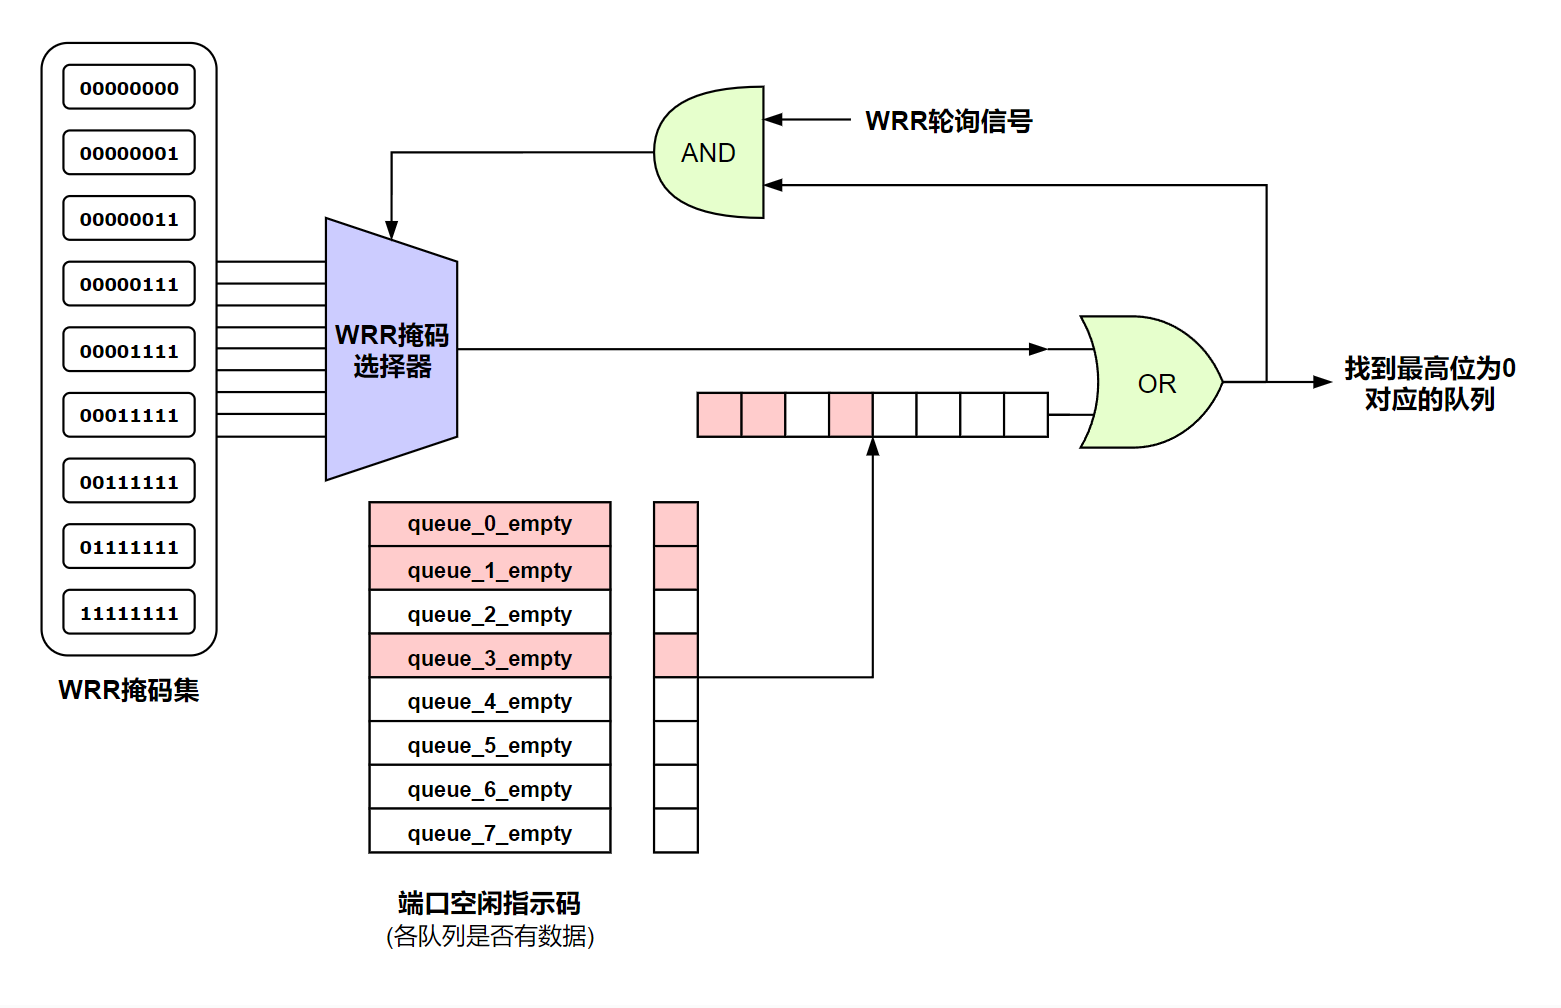 00000000
00000001
00000011
00000111
00001111
00011111
00111111
01111111
11111111
WRR掩码集
WRR掩码
选择器
AND
WRR轮询信号
OR
找到最高位为0
对应的队列
queue_0_empty
queue_1_empty
queue_2_empty
queue_3_empty
queue_4_empty
queue_5_empty
queue_6_empty
queue_7_empty
端口空闲指示码
(各队列是否有数据)